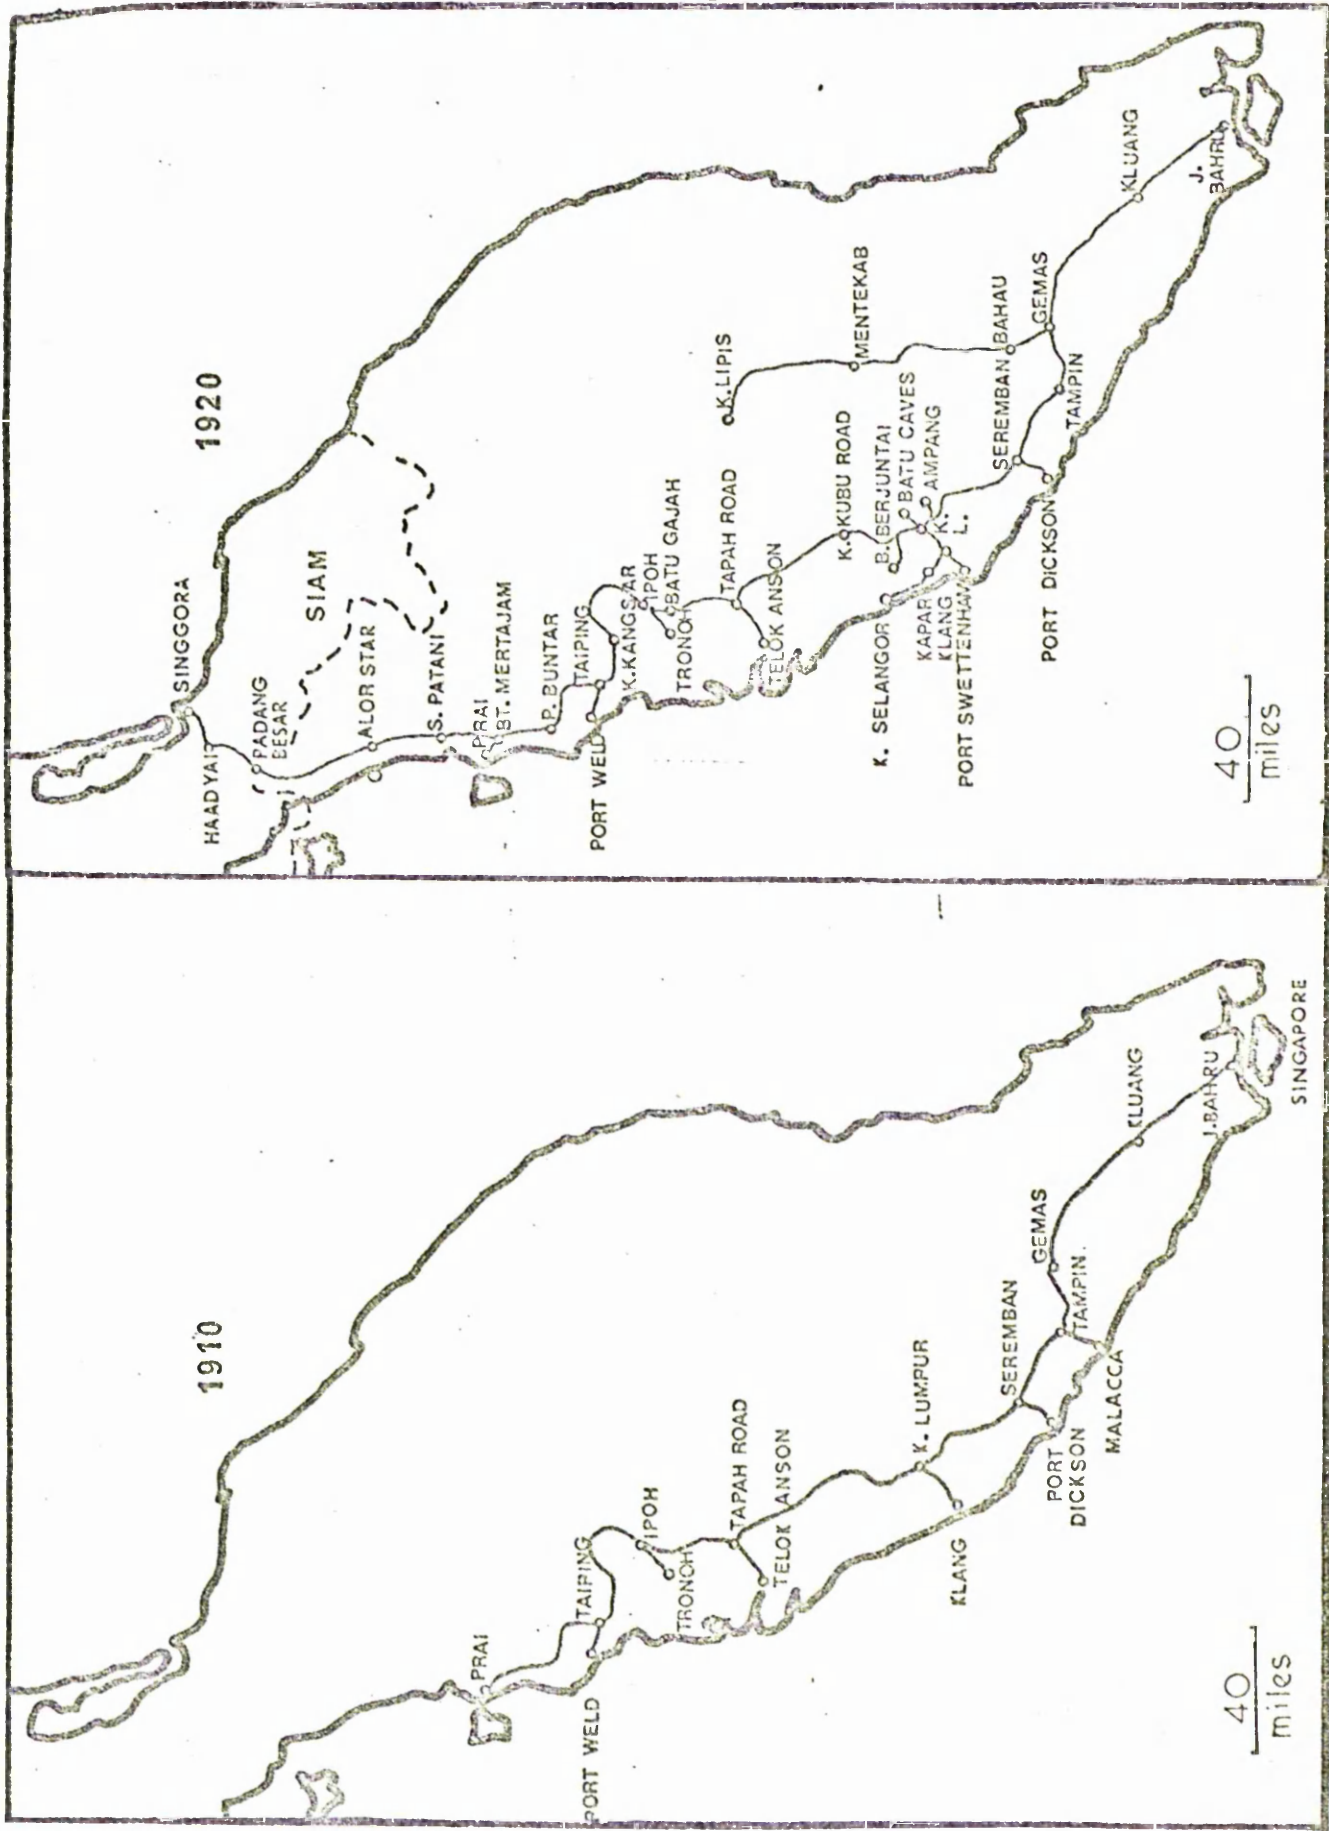 1910
PRAI
PORT WELD
TAIPING
IPOH
TRONOH
TAPAH ROAD
TELOK ANSON
K. LUMPUR
KLANG
SEREMBAN
PORT
DICKSON
GEMAS
TAMPIN.
MALACCA
KLUANG
J.BAHRU
SINGAPORE
40
miles
1920
SINGGORA
HAADYAI
PADANG
BESAR
SIAM
ALOR STAR
S. PATANI
PRAI
BT. MERTAJAM
P. BUNTAR
TAIPING
PORT WELD
K.KANGSAR
IPOH
BATU GAJAH
TRONOH
TAPAH ROAD
TELOK ANSON
K.LIPIS
MENTEKAB
K.KUBU ROAD
B.BERJUNTAI
BATU CAVES
AMPANG
K.
L.
K. SELANGOR
KAPAR
KLANG
PORT SWETTENHAM
SEREMBAN
BAHAU
GEMAS
TAMPIN
PORT DICKSON
KLUANG
J.
BAHRU
40
miles